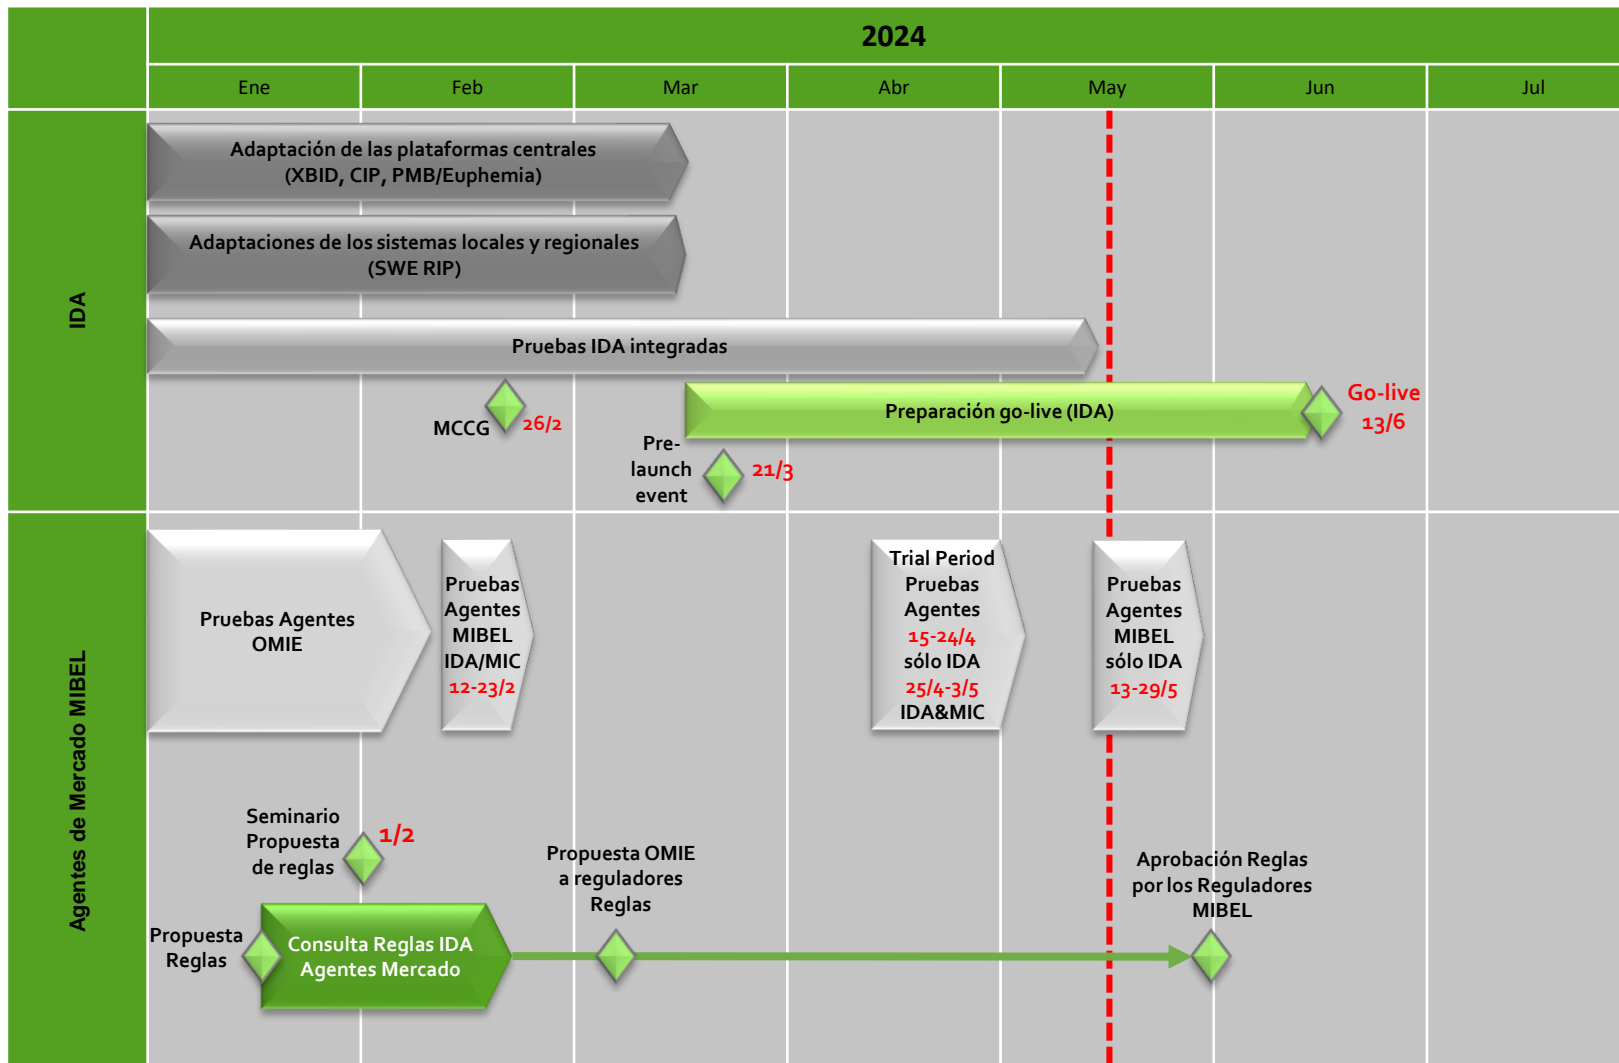 2024
Ene
Feb
Mar
Abr
May
Jun
Jul
IDA
Adaptación de las plataformas centrales
(XBID, CIP, PMB/Euphemia)
Adaptaciones de los sistemas locales y regionales
(SWE RIP)
Pruebas IDA integradas
MCCG
26/2
Preparación go-live (IDA)
Go-live
13/6
Pre-
launch
event
21/3
Agentes de Mercado MIBEL
Pruebas Agentes
OMIE
Pruebas
Agentes
MIBEL
IDA/MIC
12-23/2
Trial Period
Pruebas
Agentes
15-24/4
sólo IDA
25/4-3/5
IDA&MIC
Pruebas
Agentes
MIBEL
sólo IDA
13-29/5
Seminario
Propuesta
de reglas
1/2
Propuesta
Reglas
Consulta Reglas IDA
Agentes Mercado
Propuesta OMIE
a reguladores
Reglas
Aprobación Reglas
por los Reguladores
MIBEL